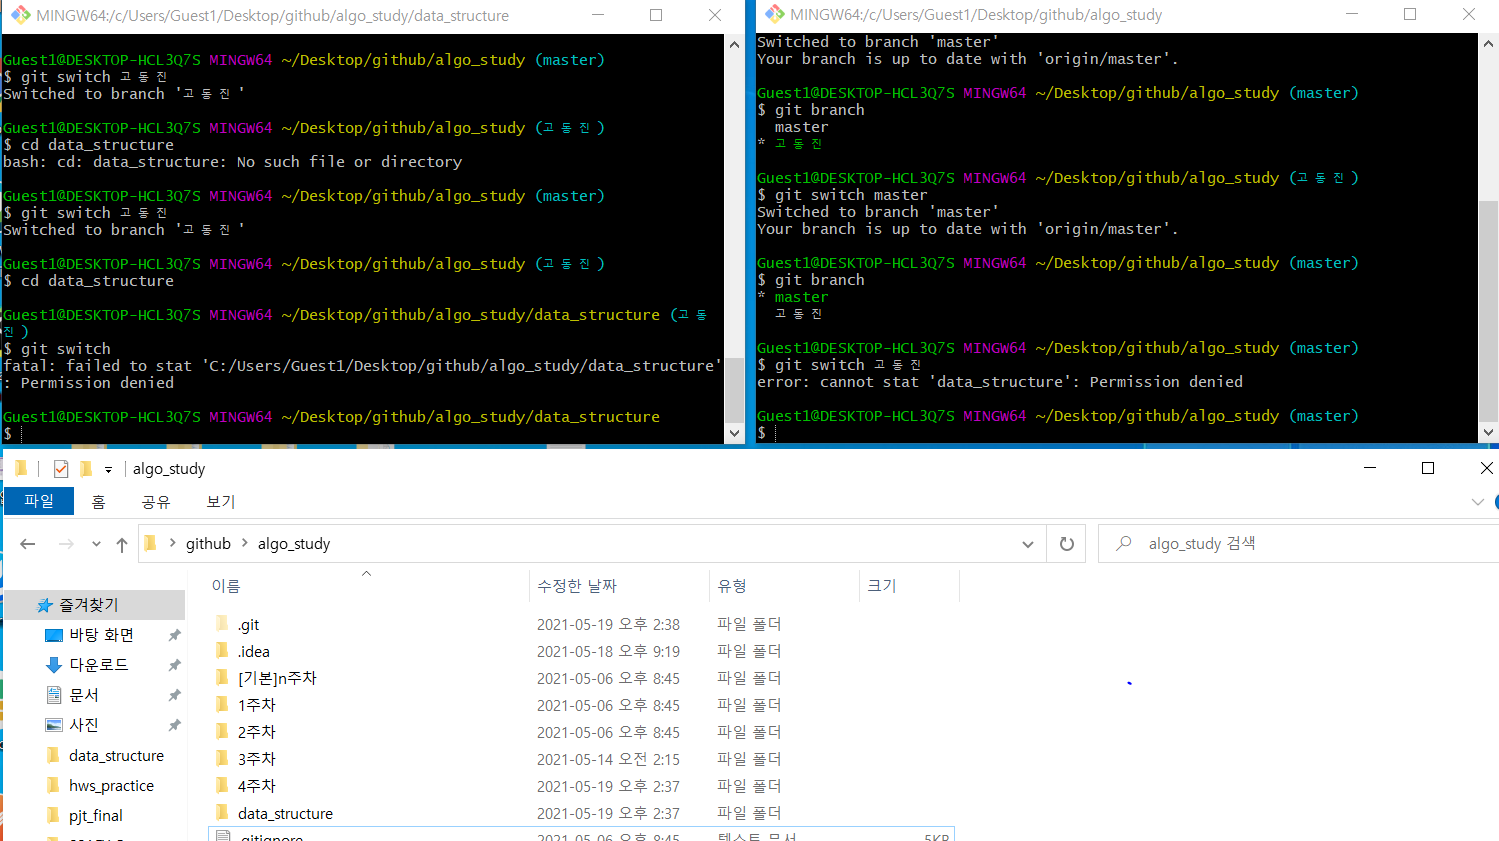 MINGW64:/c/Users/Guest1/Desktop/github/algo_study/data_structure
Guest1@DESKTOP-HCL3Q7S MINGW64 ~/Desktop/github/algo_study (master)
$ git switch 고동진
Switched to branch '고동진'
Guest1@DESKTOP-HCL3Q7S MINGW64 ~/Desktop/github/algo_study (고동진)
$ cd data_structure
bash: cd: data_structure: No such file or directory
Guest1@DESKTOP-HCL3Q7S MINGW64 ~/Desktop/github/algo_study (master)
$ git switch 고동진
Switched to branch '고동진'
Guest1@DESKTOP-HCL3Q7S MINGW64 ~/Desktop/github/algo_study (고동진)
$ cd data_structure
Guest1@DESKTOP-HCL3Q7S MINGW64 ~/Desktop/github/algo_study/data_structure (고동
진)
$ git switch
fatal: failed to stat 'C:/Users/Guest1/Desktop/github/algo_study/data_structure'
: Permission denied
Guest1@DESKTOP-HCL3Q7S MINGW64 ~/Desktop/github/algo_study/data_structure
$
MINGW64:/c/Users/Guest1/Desktop/github/algo_study
Switched to branch 'master'
Your branch is up to date with 'origin/master'.
Guest1@DESKTOP-HCL3Q7S MINGW64 ~/Desktop/github/algo_study (master)
$ git branch
master
* 고동진
Guest1@DESKTOP-HCL3Q7S MINGW64 ~/Desktop/github/algo_study (고동진)
$ git switch master
Switched to branch 'master'
Your branch is up to date with 'origin/master'.
Guest1@DESKTOP-HCL3Q7S MINGW64 ~/Desktop/github/algo_study (master)
$ git branch
* master
고동진
Guest1@DESKTOP-HCL3Q7S MINGW64 ~/Desktop/github/algo_study (master)
$ git switch 고동진
error: cannot stat 'data_structure': Permission denied
Guest1@DESKTOP-HCL3Q7S MINGW64 ~/Desktop/github/algo_study (master)
$
algo_study
파일 홈 공유 보기
github > algo_study
algo_study 검색
즐겨찾기
바탕 화면
다운로드
문서
사진
data_structure
hws_practice
pjt_final
이름 수정한 날짜 유형 크기
.git 2021-05-19 오후 2:38 파일 폴더
.idea 2021-05-18 오후 9:19 파일 폴더
[기본]n주차 2021-05-06 오후 8:45 파일 폴더
1주차 2021-05-06 오후 8:45 파일 폴더
2주차 2021-05-06 오후 8:45 파일 폴더
3주차 2021-05-14 오전 2:15 파일 폴더
4주차 2021-05-19 오후 2:37 파일 폴더
data_structure 2021-05-19 오후 2:37 파일 폴더
.gitignore 2021-05-06 오후 8:45 텍스트 문서 5KB